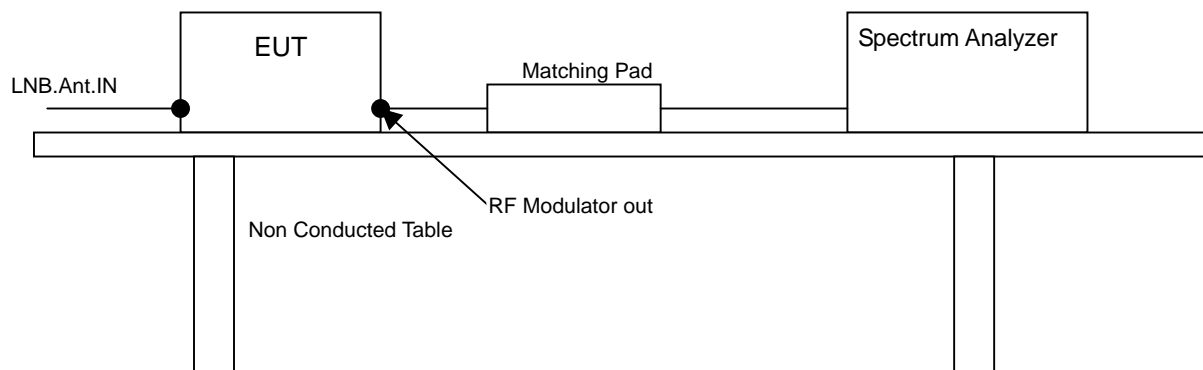 EUT
Spectrum Analyzer
Matching Pad
LNB.Ant.IN
RF Modulator out
Non Conducted Table